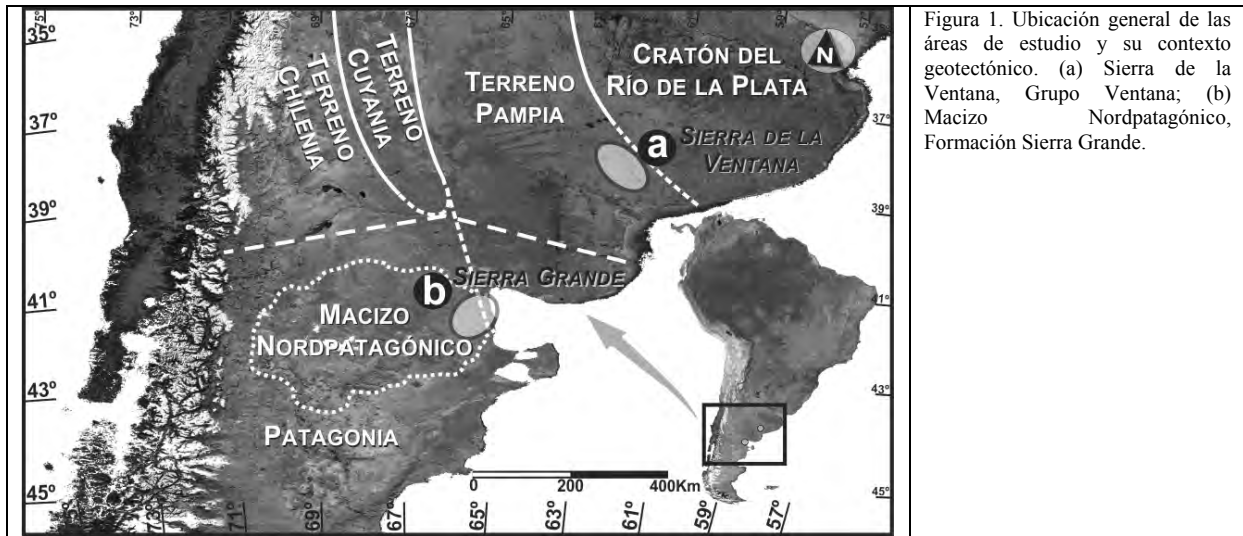 75°
73°
69°
67°
65°
63°
59°
57°
35°
35°
37°
37°
39°
39°
41°
41°
43°
43°
45°
45°
TERRENO
CHILENIA
TERRENO
CUYANIA
TERRENO
PAMPIA
CRATÓN DEL
RÍO DE LA PLATA
N
a
SIERRA DE LA
VENTANA
b
SIERRA GRANDE
MACIZO
NORDPATAGÓNICO
PATAGONIA
0 200 400Km
73°
71°
69°
67°
65°
63°
61°
59°
57°
Figura 1. Ubicación general de las
áreas de estudio y su contexto
geotectónico. (a) Sierra de la
Ventana, Grupo Ventana; (b)
Macizo Nordpatagónico,
Formación Sierra Grande.